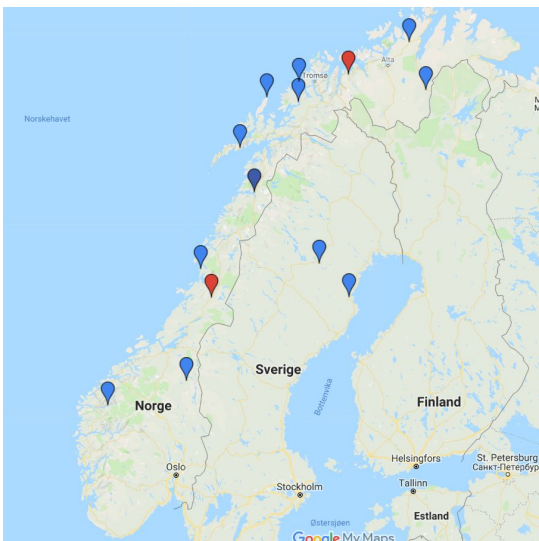 Tromsø
Alta
Norskehavet
M
M
Sverige
Bottenvika
Norge
Finland
Oslo
Helsingfors
St. Petersburg
Санкт-Петербург
Tallinn
Stockholm
Østersjøen
Estland
Google My Maps